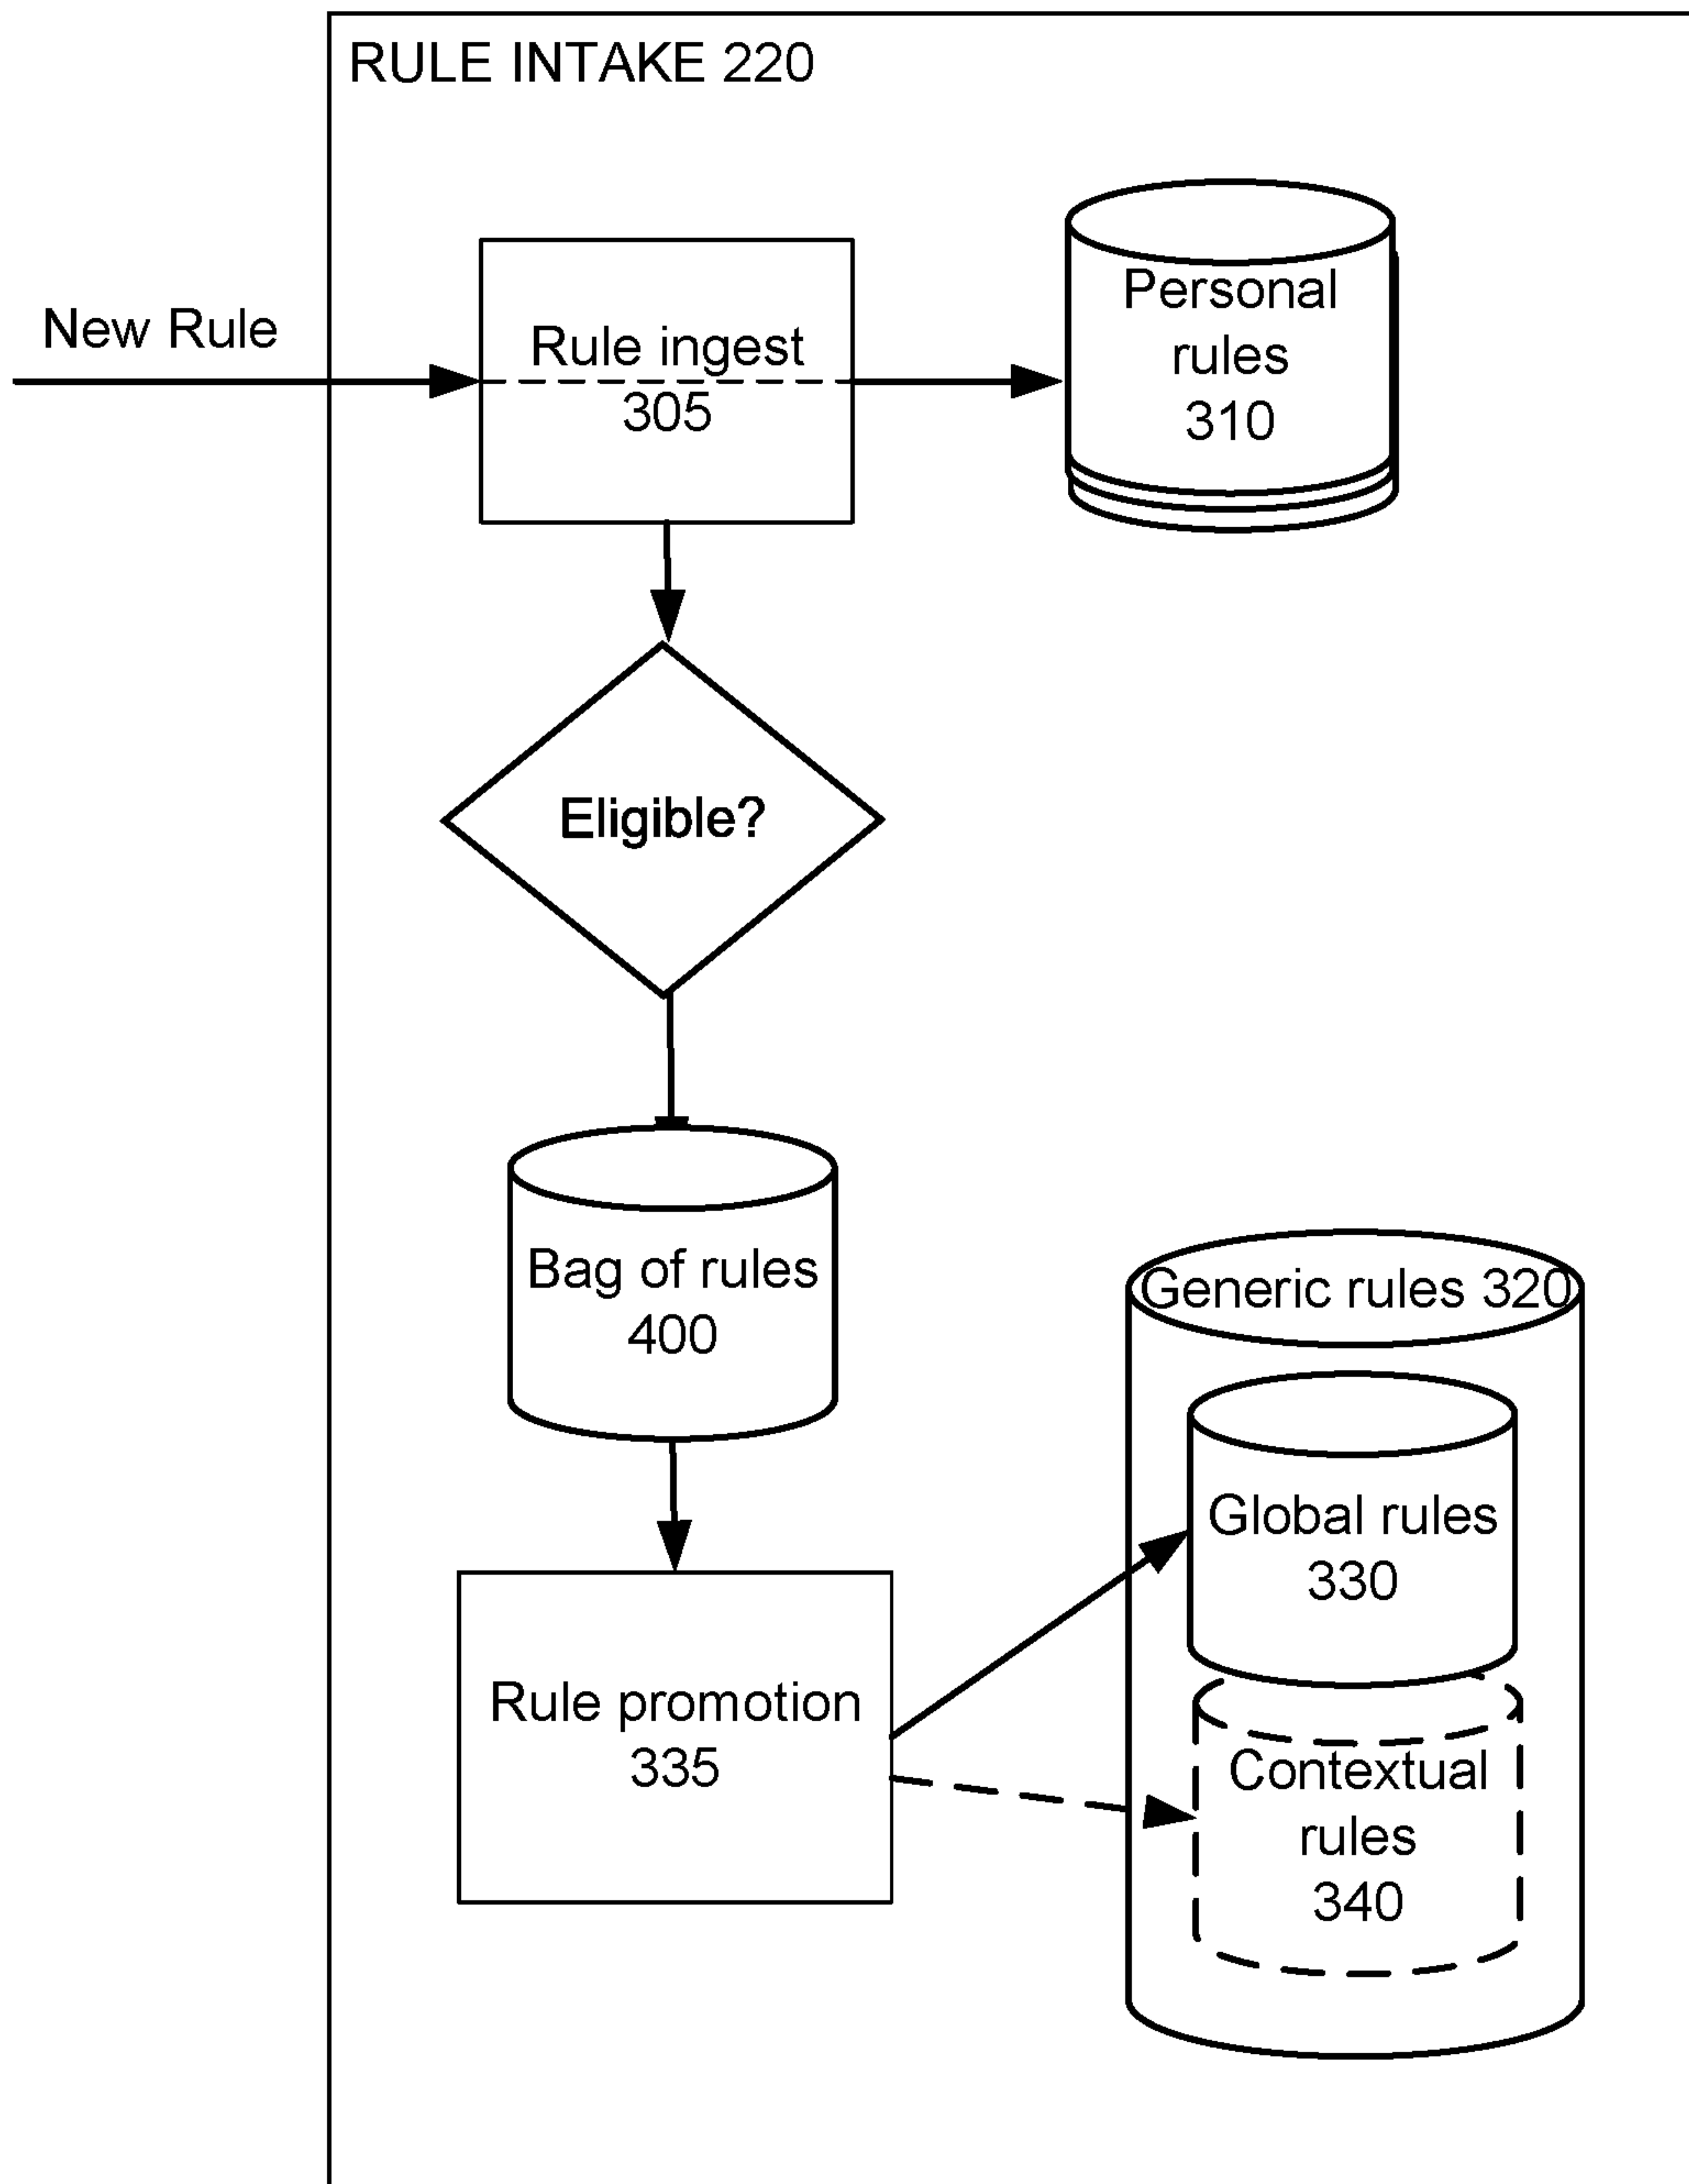 RULE INTAKE 220
New Rule
Rule ingest
305
Personal
rules
310
Eligible?
Bag of rules
400
Generic rules 320
Global rules
330
Rule promotion
335
Contextual
rules
340